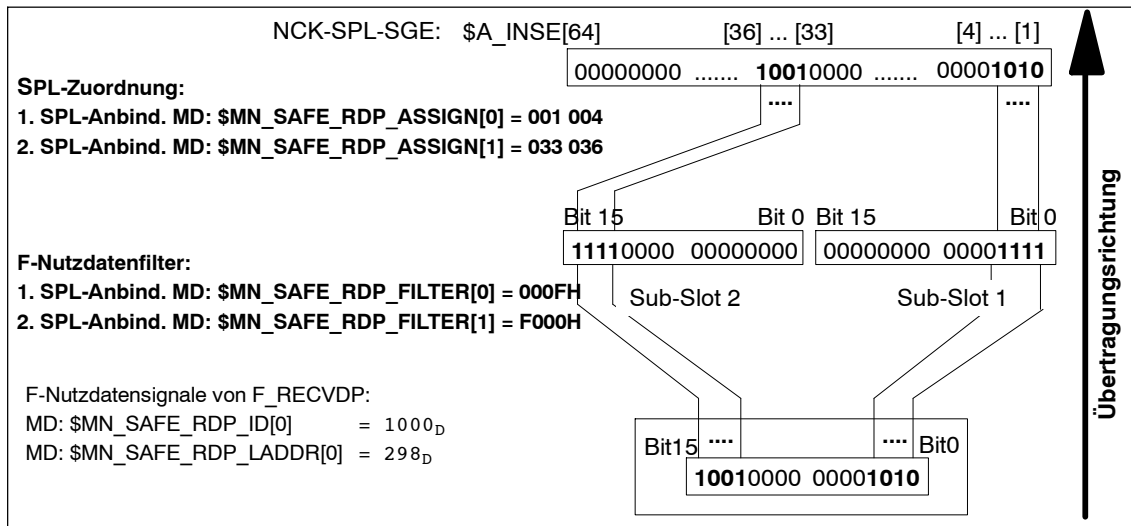 NCK-SPL-SGE: $A_INSE[64] [36] ... [33] [4] ... [1]
00000000 ....... 10010000 ....... 00001010
.... ....
SPL-Zuordnung:
1. SPL-Anbind. MD: $MN_SAFE_RDP_ASSIGN[0] = 001 004
2. SPL-Anbind. MD: $MN_SAFE_RDP_ASSIGN[1] = 033 036
Übertragungsrichtung
Bit 15 Bit 0 Bit 15 Bit 0
11110000 00000000 00000000 00001111
F-Nutzdatenfilter:
1. SPL-Anbind. MD: $MN_SAFE_RDP_FILTER[0] = 000FH
2. SPL-Anbind. MD: $MN_SAFE_RDP_FILTER[1] = F000H
Sub-Slot 2 Sub-Slot 1
F-Nutzdatensignale von F_RECVDP:
MD: $MN_SAFE_RDP_ID[0] = 1000D
MD: $MN_SAFE_RDP_LADDR[0] = 298D
Bit15 .... .... Bit0
10010000 00001010